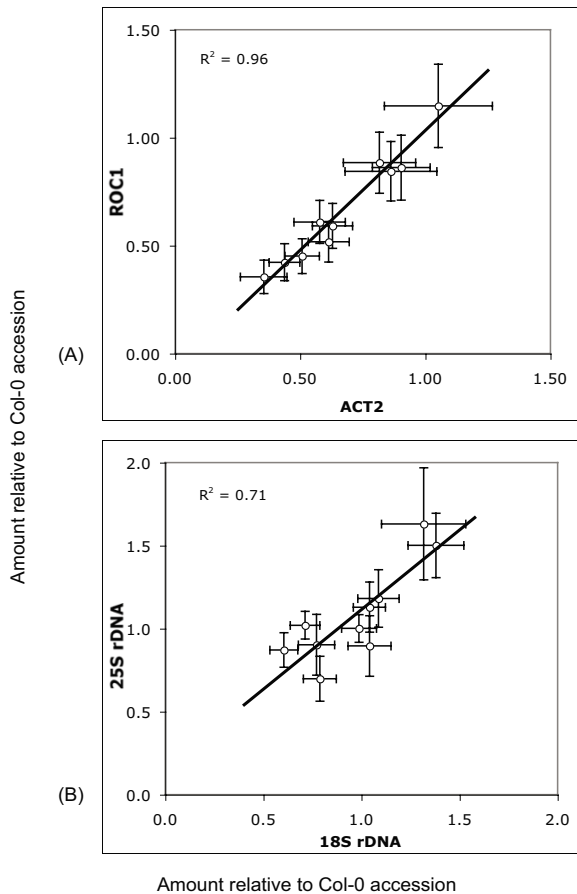 Amount relative to Col-0 accession
(A)
ROC1
1.50
1.00
0.50
0.00
R² = 0.96
0.00 0.50 1.00 1.50
ACT2
(B)
25S rDNA
2.0
1.5
1.0
0.5
0.0
R² = 0.71
0.0 0.5 1.0 1.5 2.0
18S rDNA
Amount relative to Col-0 accession